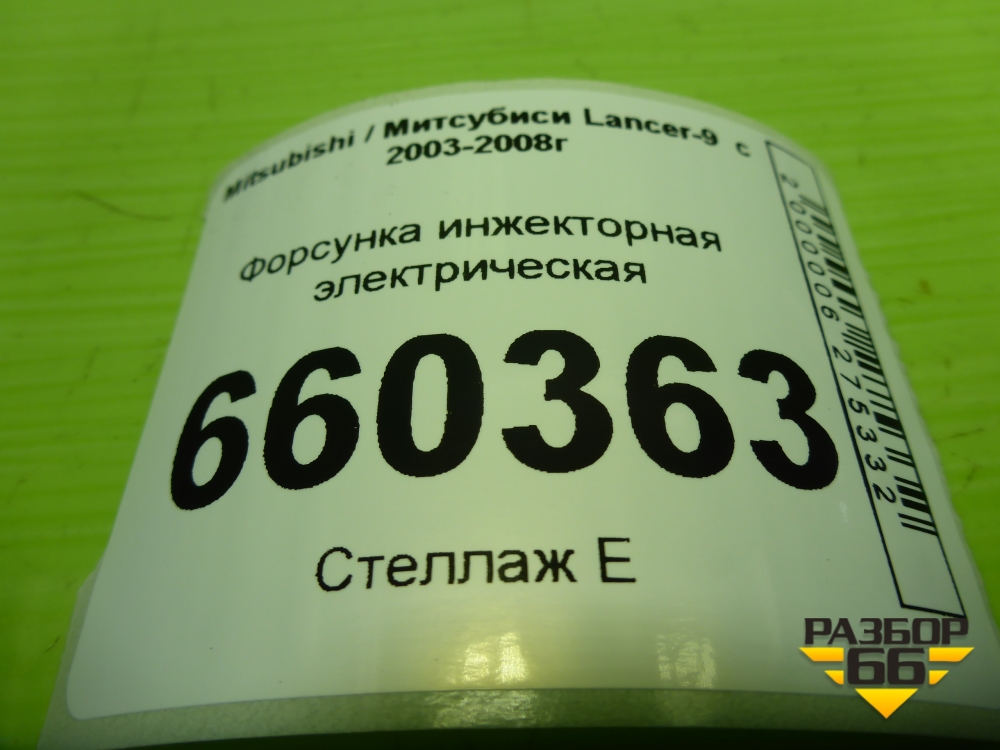 Mitsubishi / Митсубиси Lancer-9 с
2003-2008г
Форсунка инжекторная
электрическая
660363
Стеллаж Е
2000006275332
РАЗБОР
66